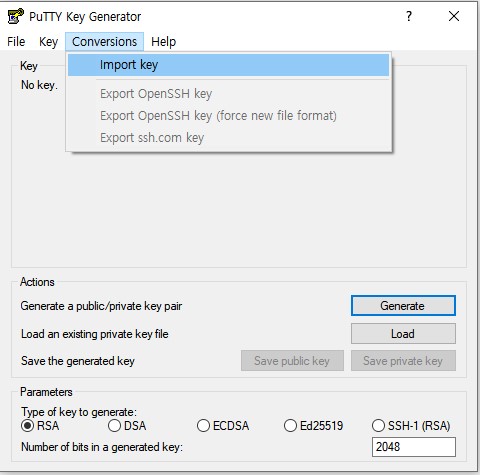 PuTTY Key Generator
? ×
File Key Conversions Help
Import key
Export OpenSSH key
Export OpenSSH key (force new file format)
Export ssh.com key
Key
No key.
Actions
Generate a public/private key pair
Generate
Load an existing private key file
Load
Save the generated key
Save public key
Save private key
Parameters
Type of key to generate:
RSA DSA ECDSA Ed25519 SSH-1 (RSA)
Number of bits in a generated key:
2048